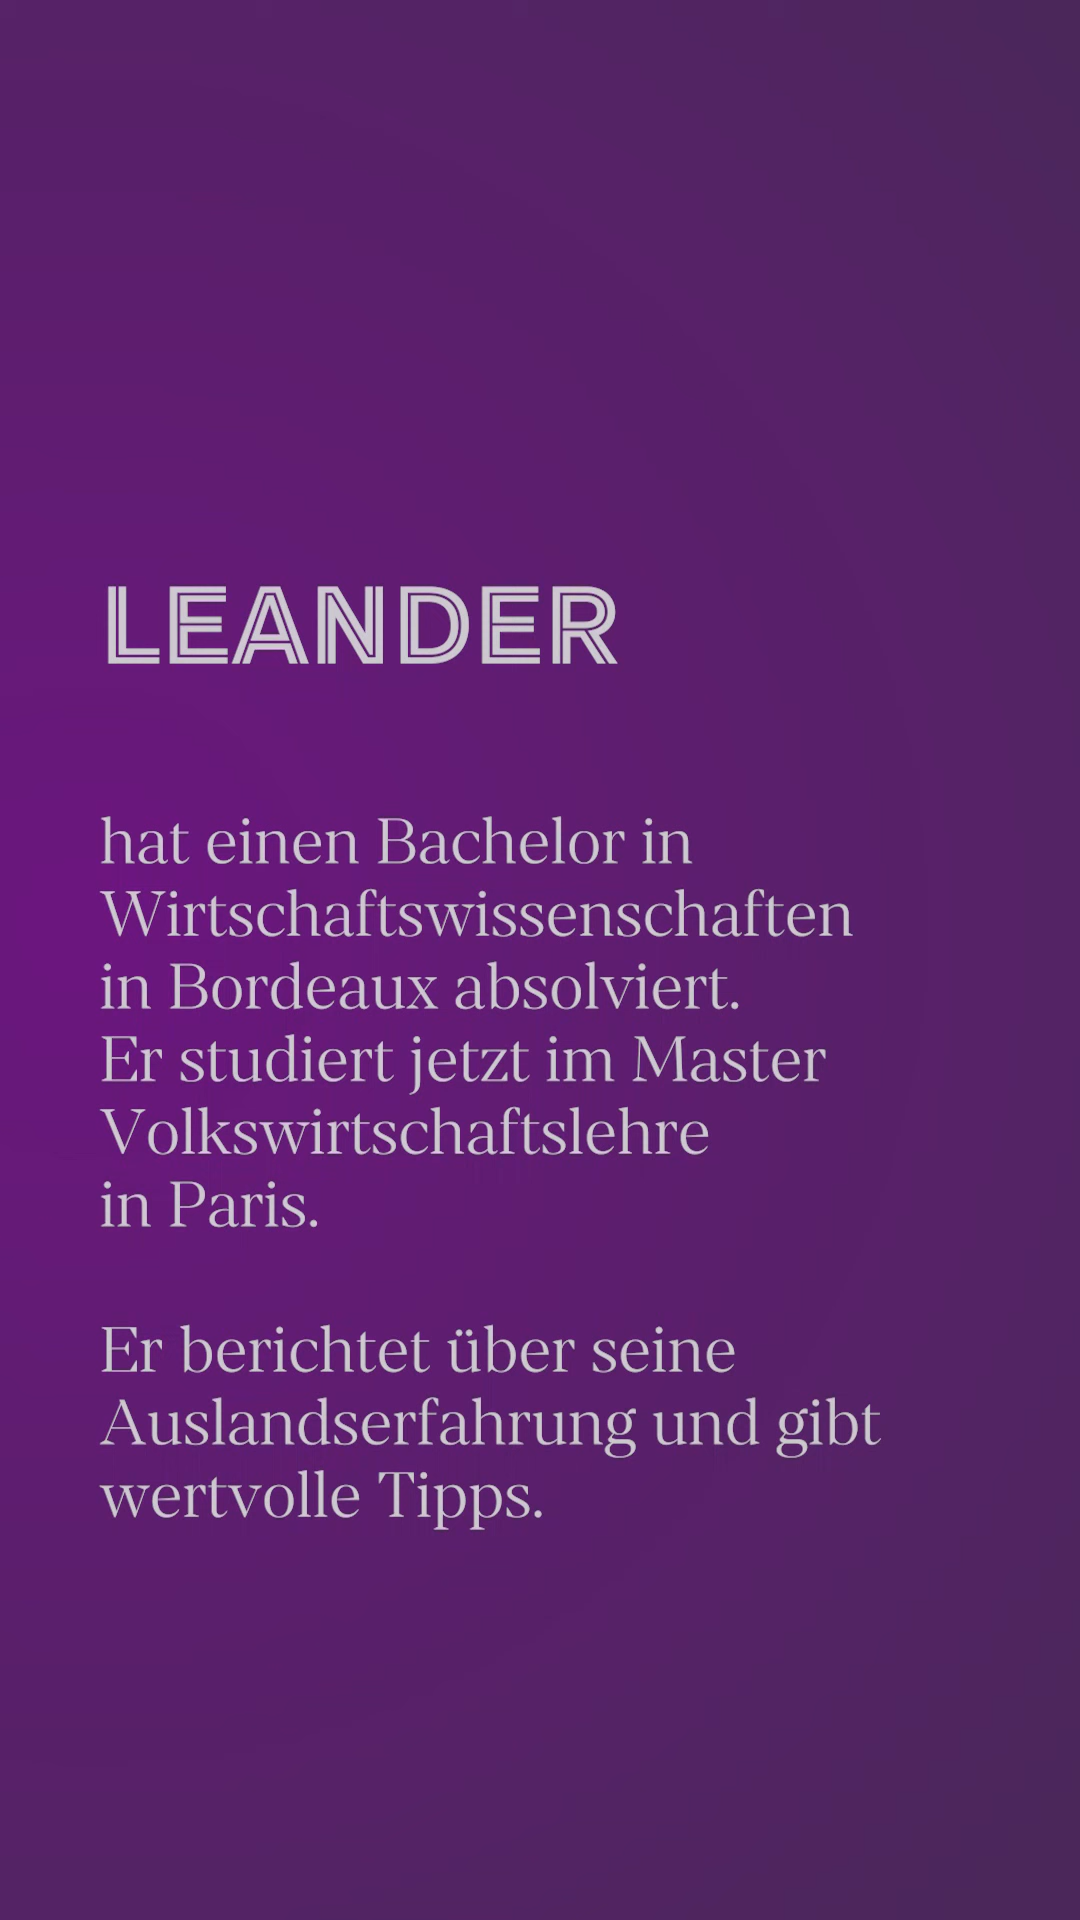 LEANDER
hat einen Bachelor in
Wirtschaftswissenschaften
in Bordeaux absolviert.
Er studiert jetzt im Master
Volkswirtschaftslehre
in Paris.
Er berichtet über seine
Auslandserfahrung und gibt
wertvolle Tipps.